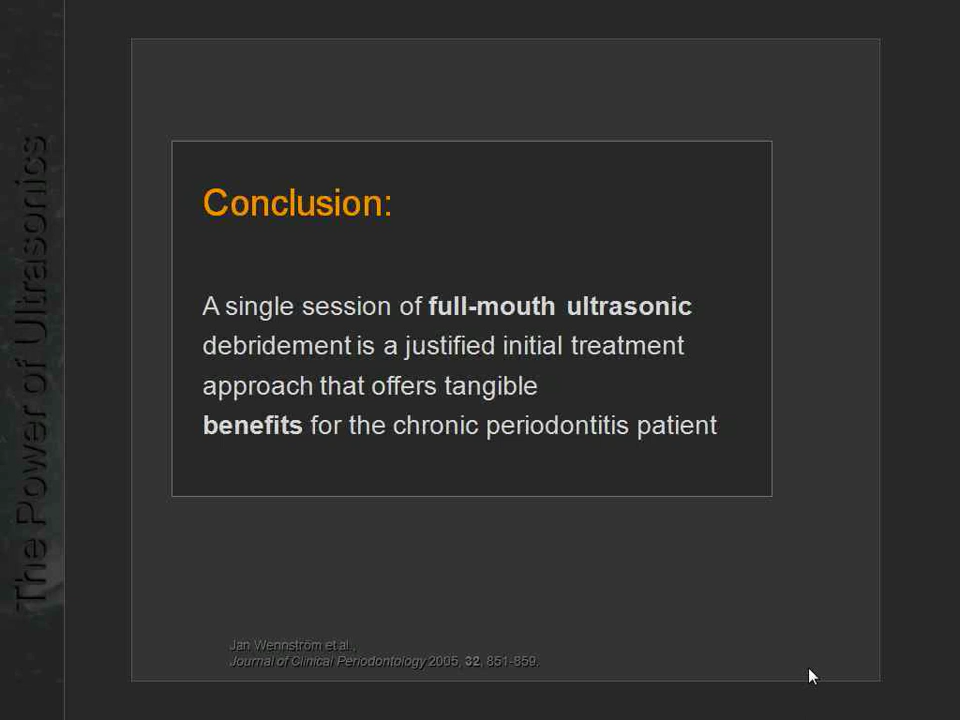 The Power of Ultrasonics
Conclusion:
A single session of full-mouth ultrasonic
debridement is a justified initial treatment
approach that offers tangible
benefits for the chronic periodontitis patient
Jan Wennström et al.,
Journal of Clinical Periodontology 2005, 32, 851-859.